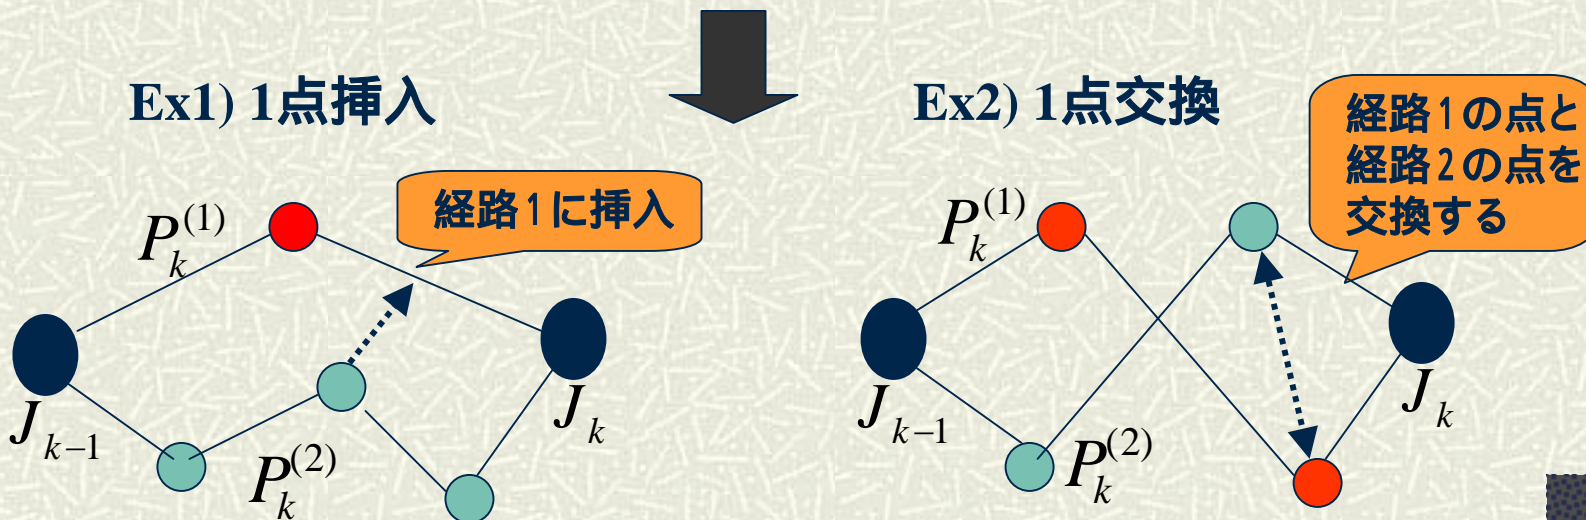 Ex1) 1点挿入
経路1に挿入
P_k^{(1)}
J_{k-1}
P_k^{(2)}
J_k
Ex2) 1点交換
経路1の点と
経路2の点を
交換する
P_k^{(1)}
J_{k-1}
P_k^{(2)}
J_k